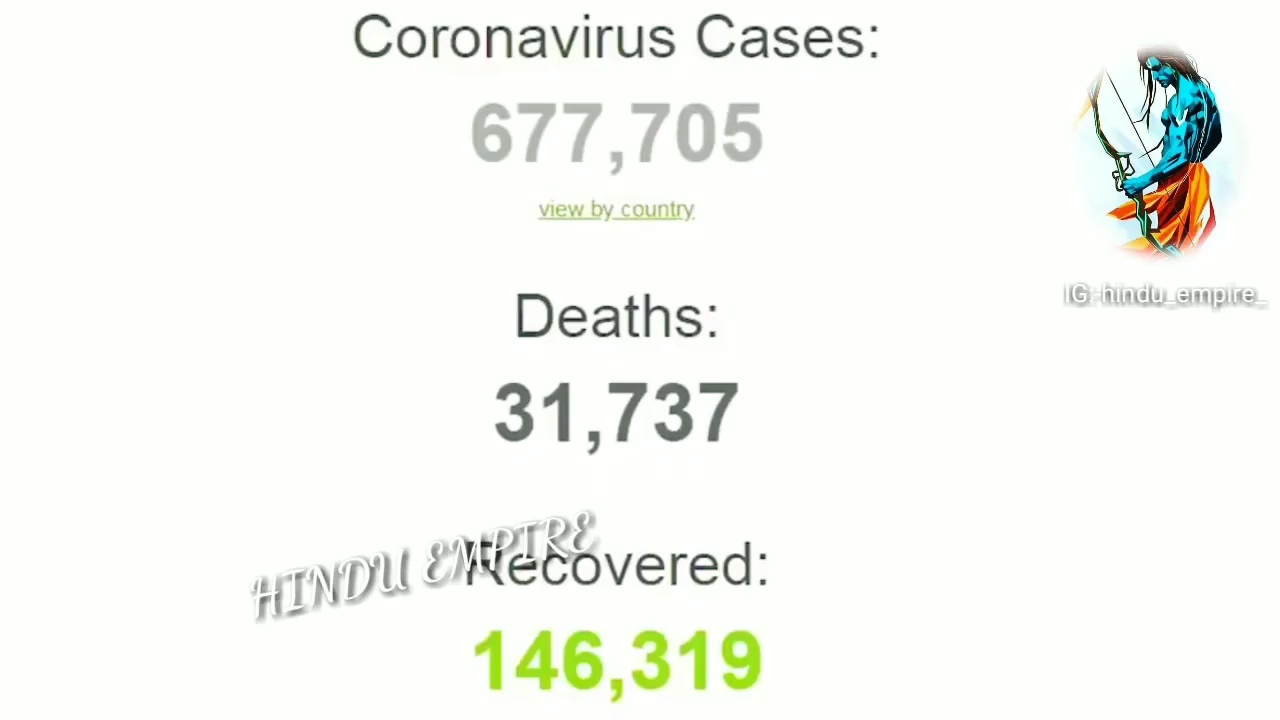 Coronavirus Cases:
677,705
view by country
IG:-hindu_empire_
Deaths:
31,737
HINDU EMPIRE
Recovered:
146,319